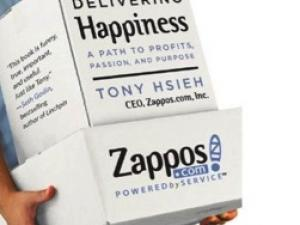 DELIVERING
Happiness
A PATH TO PROFITS,
PASSION, AND PURPOSE
TONY HSIEH
CEO, Zappos.com, Inc.
"This book is funny,
true, important,
and useful
Just like Tony."
—Seth Godin,
bestselling
author of Linchpin
Zappos
.com
POWERED by SERVICE™